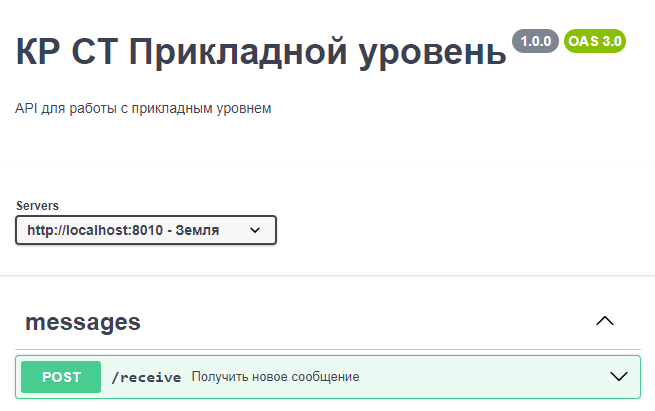 КР СТ Прикладной уровень 1.0.0 OAS 3.0
API для работы с прикладным уровнем
Servers
http://localhost:8010 - Земля
messages
POST /receive Получить новое сообщение